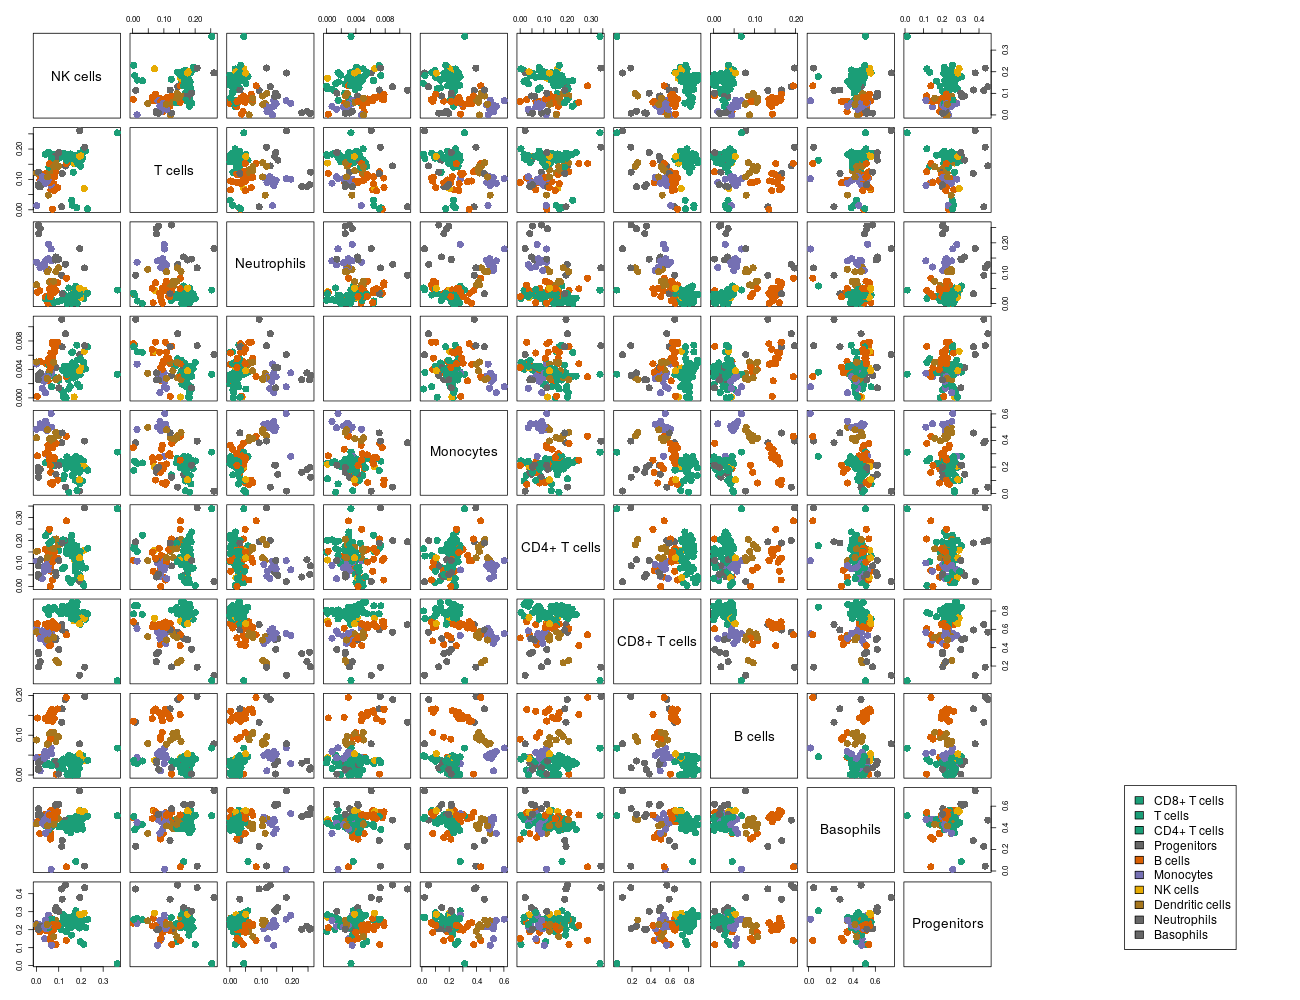 0.00 0.10 0.20
0.000 0.004 0.008
0.00 0.10 0.20 0.30
0.00 0.10 0.20
0.0 0.1 0.2 0.3 0.4
NK cells
0.0 0.1 0.2 0.3
0.00 0.10 0.20
T cells
Neutrophils
0.00 0.10 0.20
0.000 0.004 0.008
Monocytes
0.0 0.2 0.4 0.6
0.00 0.10 0.20 0.30
CD4+ T cells
CD8+ T cells
0.2 0.4 0.6 0.8
0.00 0.10 0.20
B cells
Basophils
0.0 0.2 0.4 0.6
0.0 0.1 0.2 0.3 0.4
Progenitors
0.0 0.1 0.2 0.3
0.00 0.10 0.20
0.0 0.2 0.4 0.6
0.2 0.4 0.6 0.8
0.0 0.2 0.4 0.6
CD8+ T cells
T cells
CD4+ T cells
Progenitors
B cells
Monocytes
NK cells
Dendritic cells
Neutrophils
Basophils